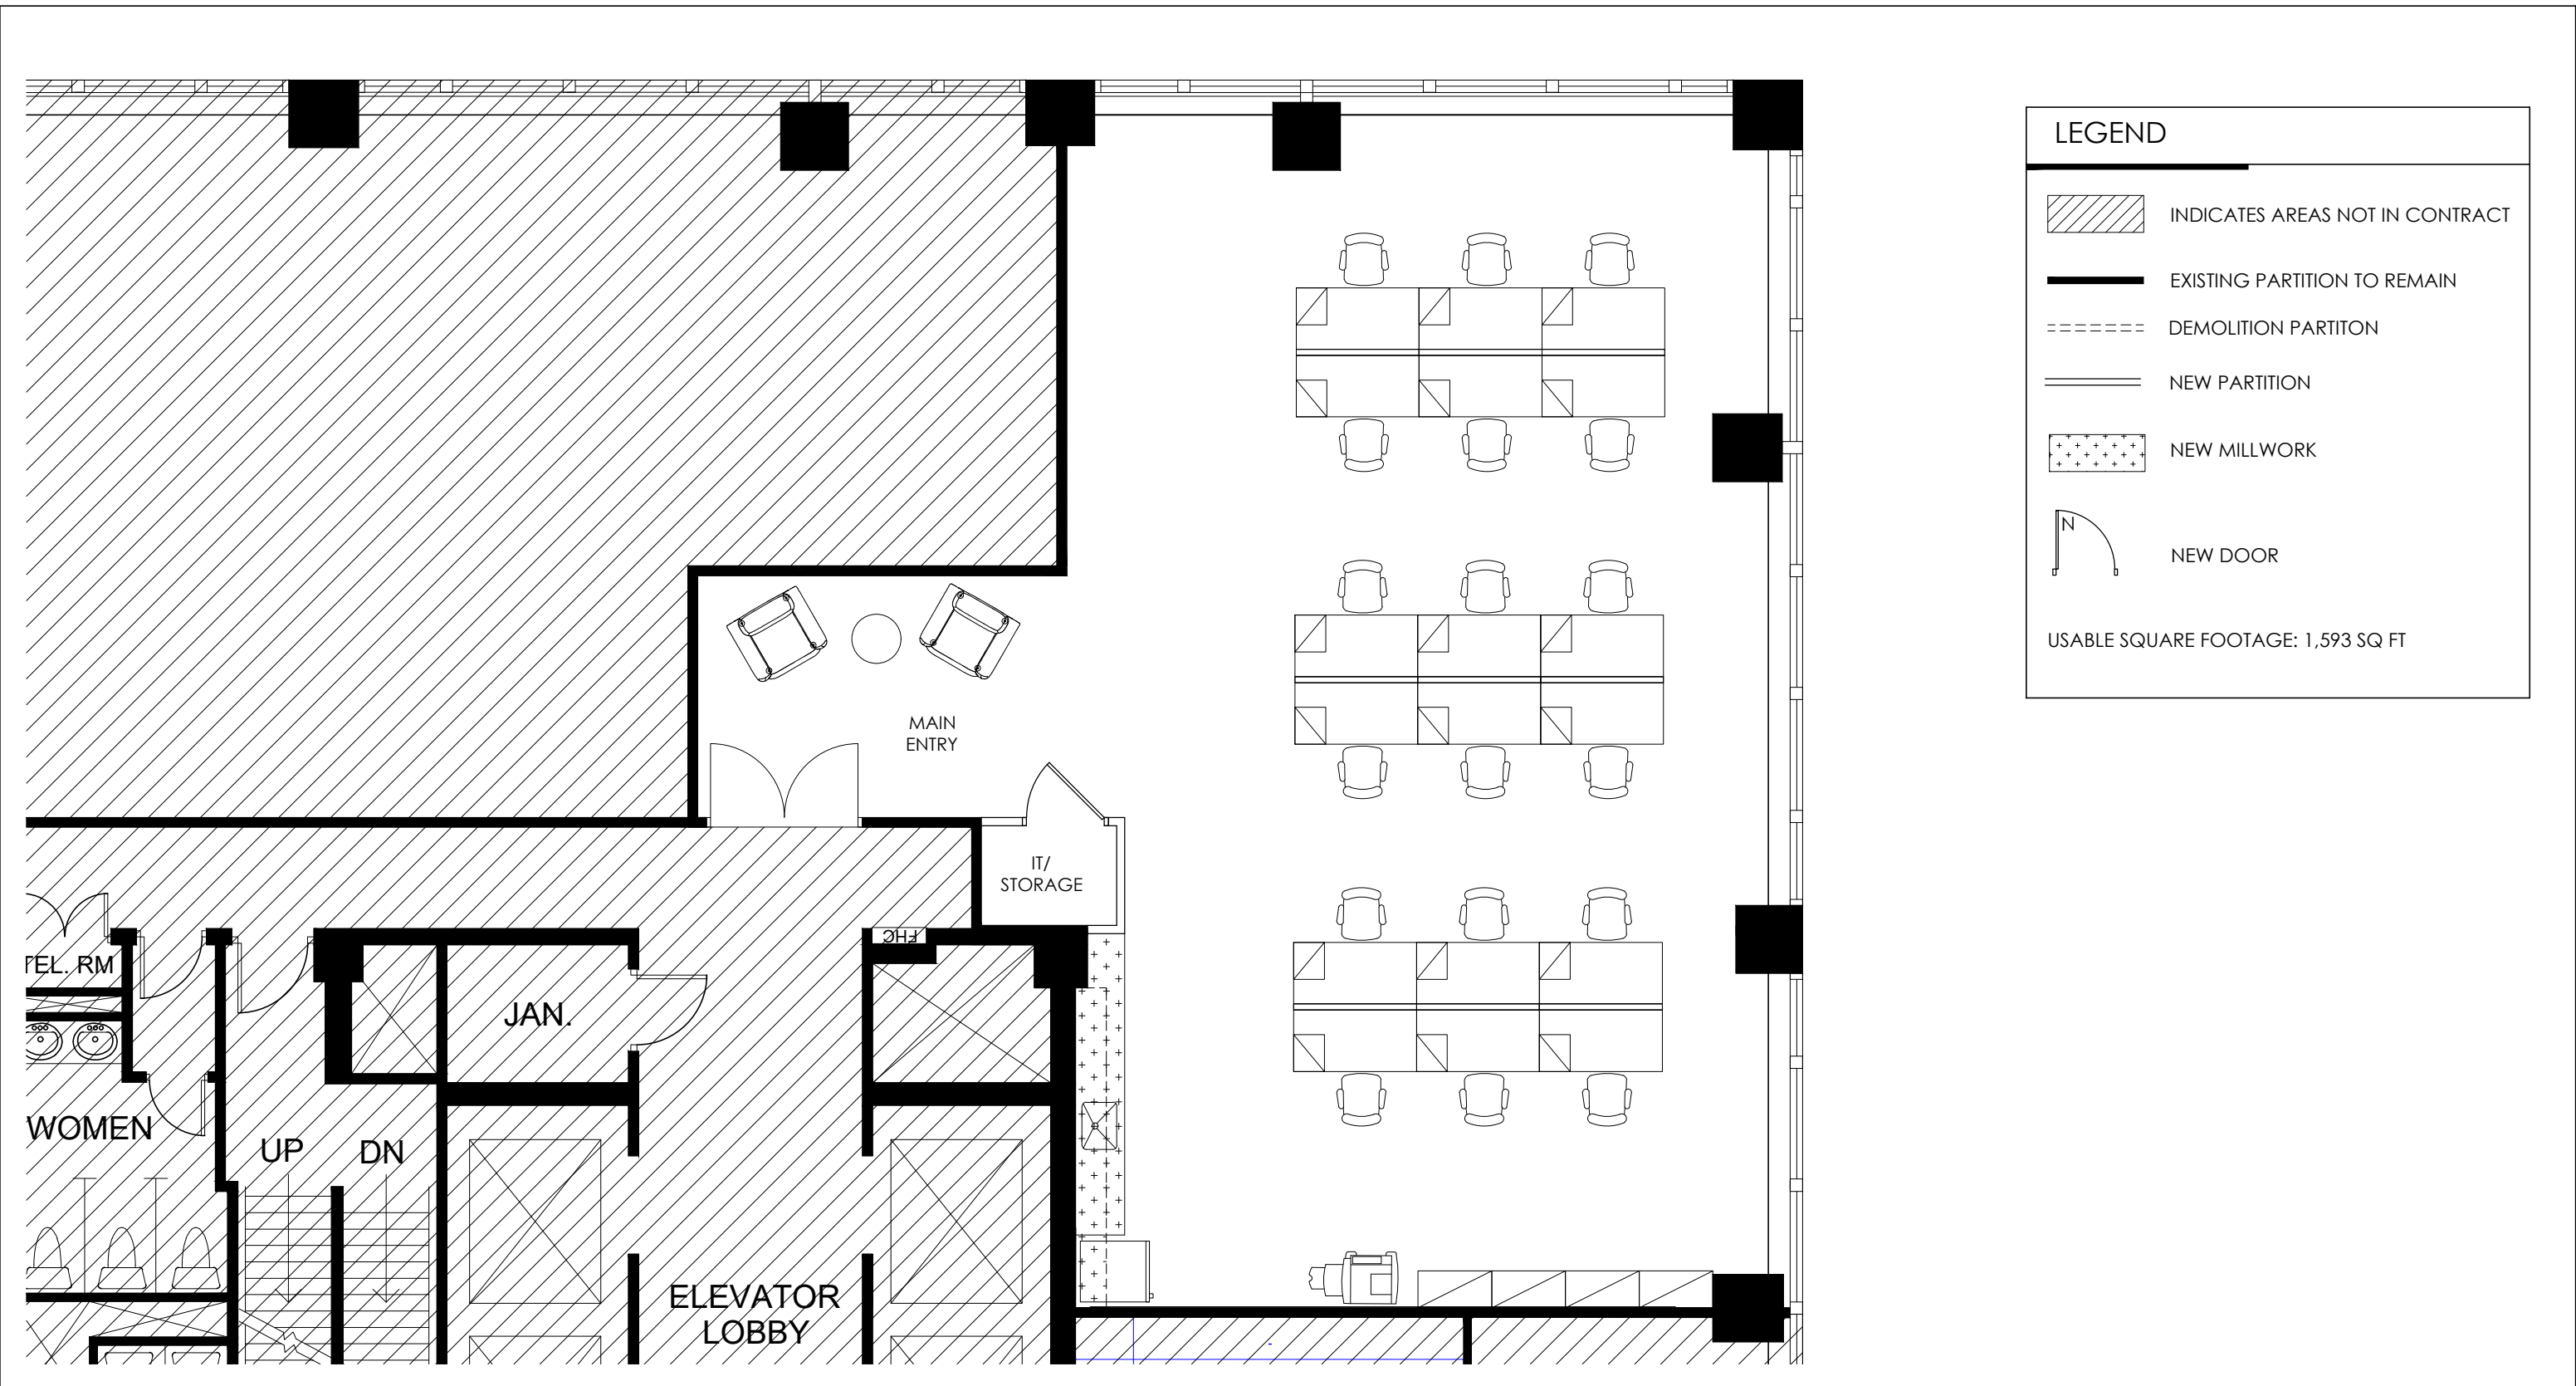 LEGEND
INDICATES AREAS NOT IN CONTRACT
EXISTING PARTITION TO REMAIN
DEMOLITION PARTITON
NEW PARTITION
NEW MILLWORK
N
NEW DOOR
USABLE SQUARE FOOTAGE: 1,593 SQ FT
MAIN
ENTRY
IT/
STORAGE
FHC
TEL. RM
JAN.
WOMEN
UP
DN
ELEVATOR
LOBBY